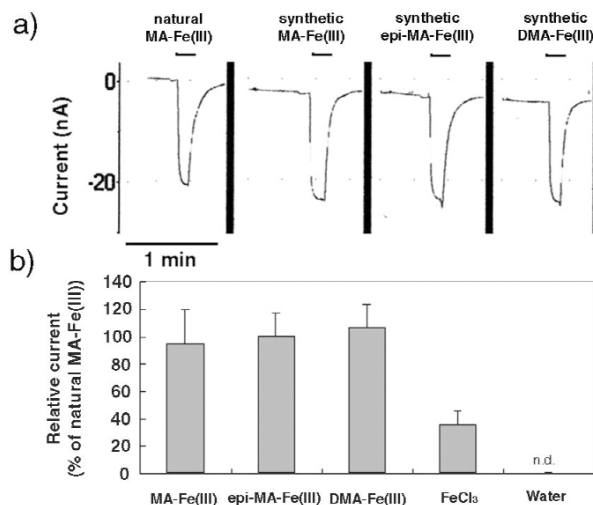 a)
natural MA-Fe(III)
synthetic MA-Fe(III)
synthetic epi-MA-Fe(III)
synthetic DMA-Fe(III)
Current (nA)
0
-20
1 min
b)
Relative current
(% of natural MA-Fe(III))
140
120
100
80
60
40
20
0
n.d.
MA-Fe(III)
epi-MA-Fe(III)
DMA-Fe(III)
FeCl₃
Water